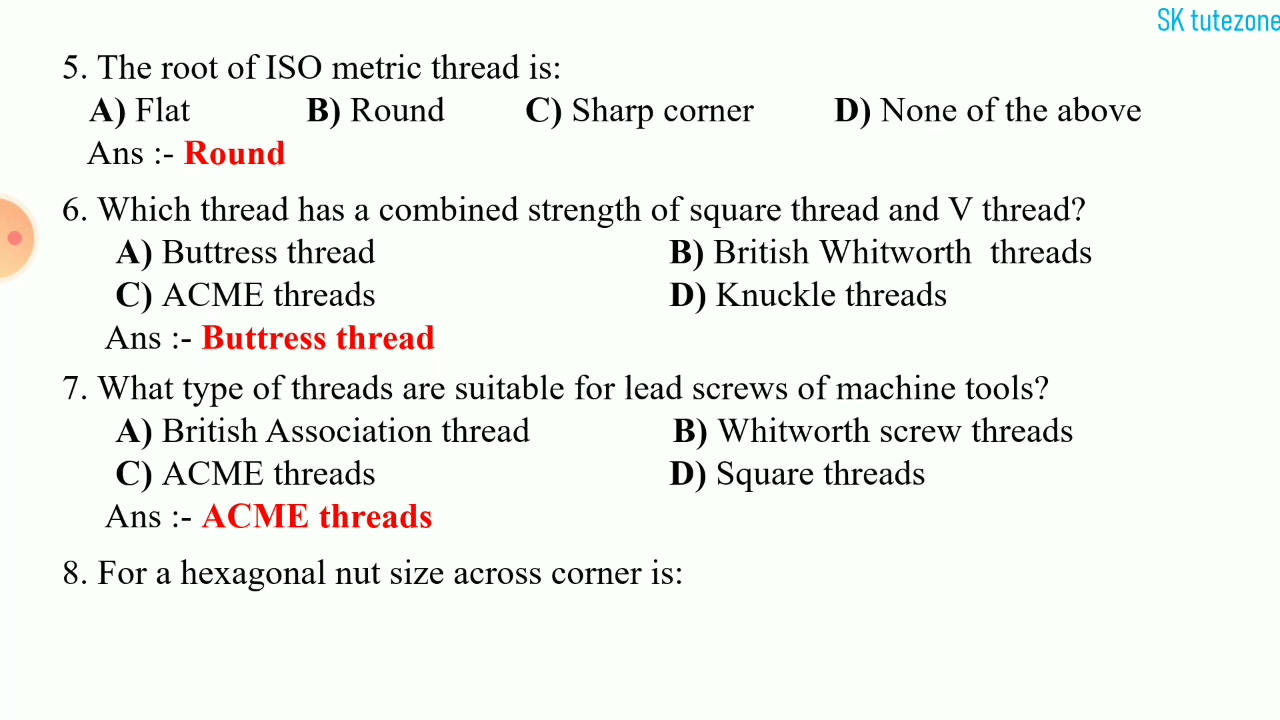 SK tutezone
5. The root of ISO metric thread is:
A) Flat B) Round C) Sharp corner D) None of the above
Ans :- Round
6. Which thread has a combined strength of square thread and V thread?
A) Buttress thread B) British Whitworth threads
C) ACME threads D) Knuckle threads
Ans :- Buttress thread
7. What type of threads are suitable for lead screws of machine tools?
A) British Association thread B) Whitworth screw threads
C) ACME threads D) Square threads
Ans :- ACME threads
8. For a hexagonal nut size across corner is: